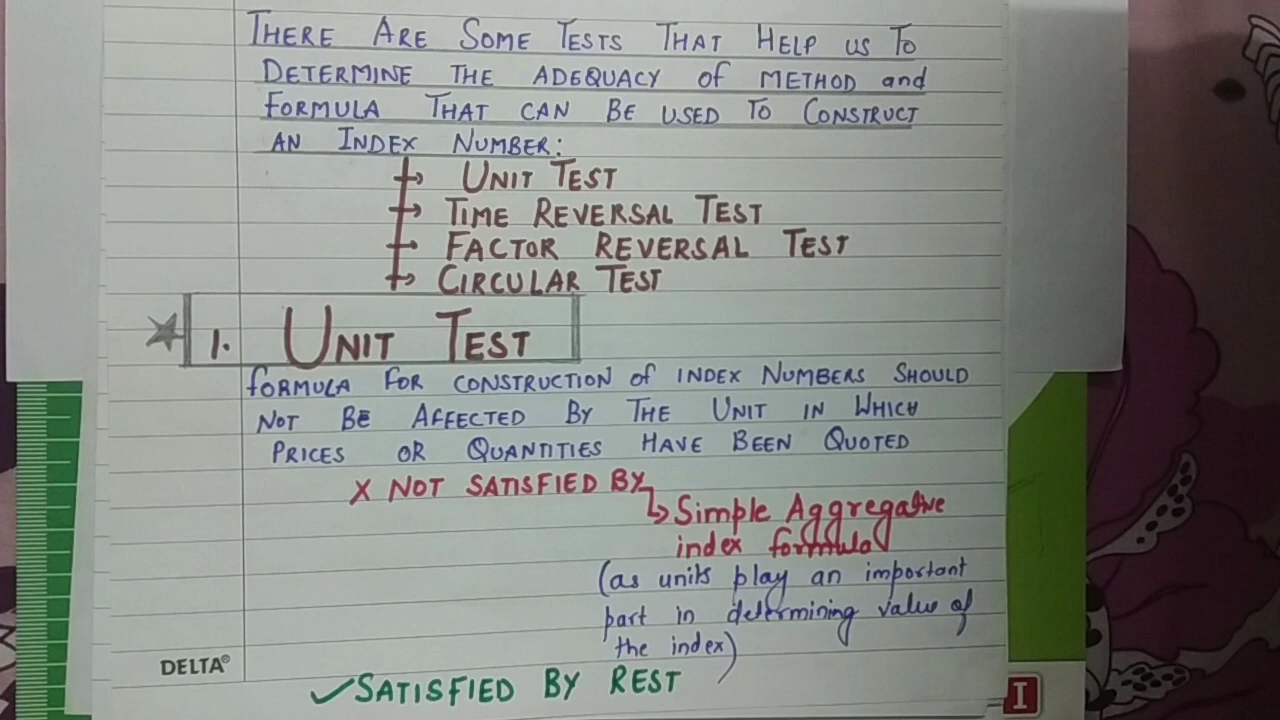 THERE ARE SOME TESTS THAT HELP US TO
DETERMINE THE ADEQUACY of METHOD and
FORMULA THAT CAN BE USED TO CONSTRUCT
AN INDEX NUMBER:
UNIT TEST
TIME REVERSAL TEST
FACTOR REVERSAL TEST
CIRCULAR TEST
1. UNIT TEST
FORMULA FOR CONSTRUCTION of INDEX NUMBERS SHOULD
NOT BE AFFECTED BY THE UNIT IN WHICH
PRICES OR QUANTITIES HAVE BEEN QUOTED
X NOT SATISFIED BY
Simple Aggregative
index formula
(as units play an important
part in determining value of
the index)
DELTA®
✓SATISFIED BY REST
I